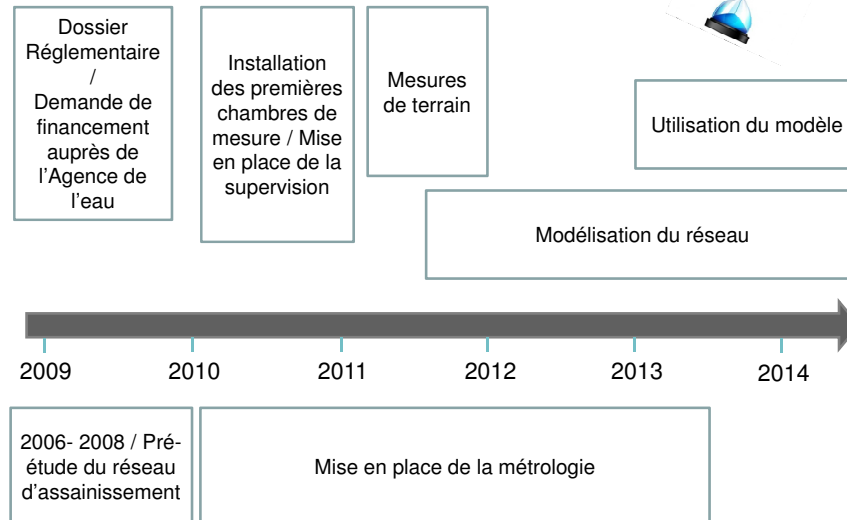 Dossier
Réglementaire
/
Demande de
financement
auprès de
l'Agence de
l'eau
Installation
des premières
chambres de
mesure / Mise
en place de la
supervision
Mesures
de terrain
Utilisation du modèle
Modélisation du réseau
2009
2010
2011
2012
2013
2014
2006- 2008 / Pré-
étude du réseau
d'assainissement
Mise en place de la métrologie